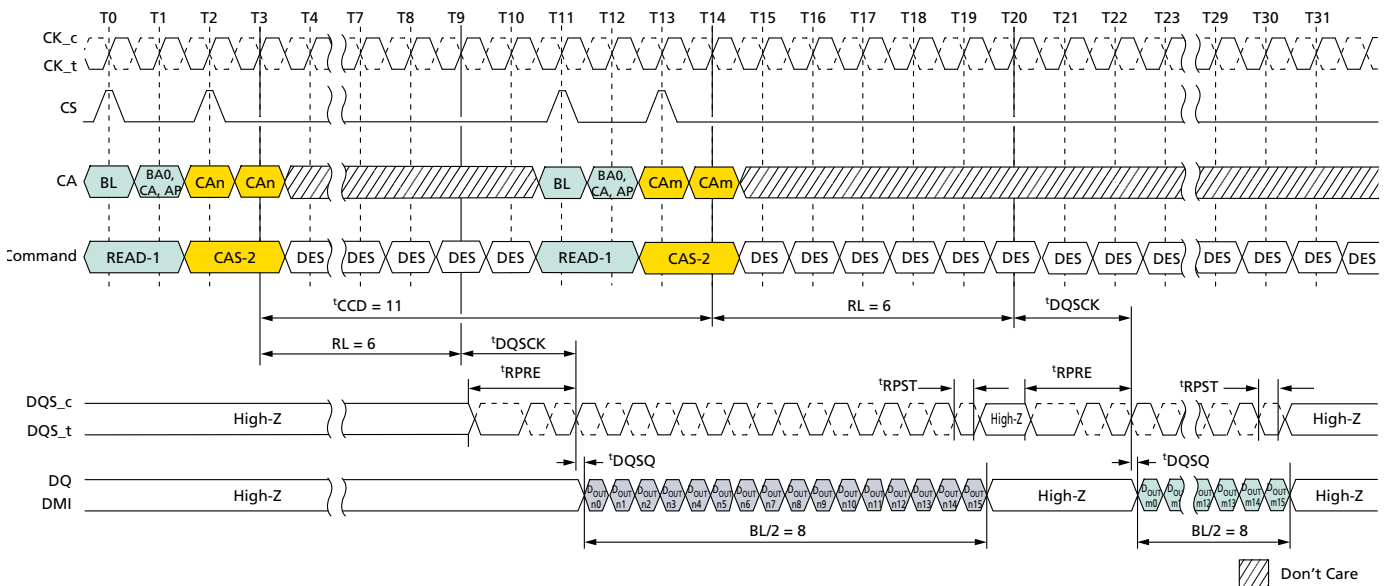 T0 T1 T2 T3 T4 T7 T8 T9 T10 T11 T12 T13 T14 T15 T16 T17 T18 T19 T20 T21 T22 T23 T29 T30 T31
CK_c
CK_t
CS
CA BL BA0, CA, AP CAn CAn BL BA0, CA, AP CAm CAm
Command READ-1 CAS-2 DES DES DES DES DES READ-1 CAS-2 DES DES DES DES DES DES DES DES DES DES DES DES
tCCD = 11 RL = 6 tDQSCK
RL = 6 tDQSCK
tRPRE tRPST tRPRE tRPST
DQS_c
DQS_t High-Z High-Z High-Z
tDQSQ tDQSQ
DQ
DMI High-Z DOUT n0 DOUT n1 DOUT n2 DOUT n3 DOUT n4 DOUT n5 DOUT n6 DOUT n7 DOUT n8 DOUT n9 DOUT n10 DOUT n11 DOUT n12 DOUT n13 DOUT n14 DOUT n15 High-Z DOUT m0 DOUT m12 DOUT m13 DOUT m14 DOUT m15 High-Z
BL/2 = 8 BL/2 = 8
Don't Care